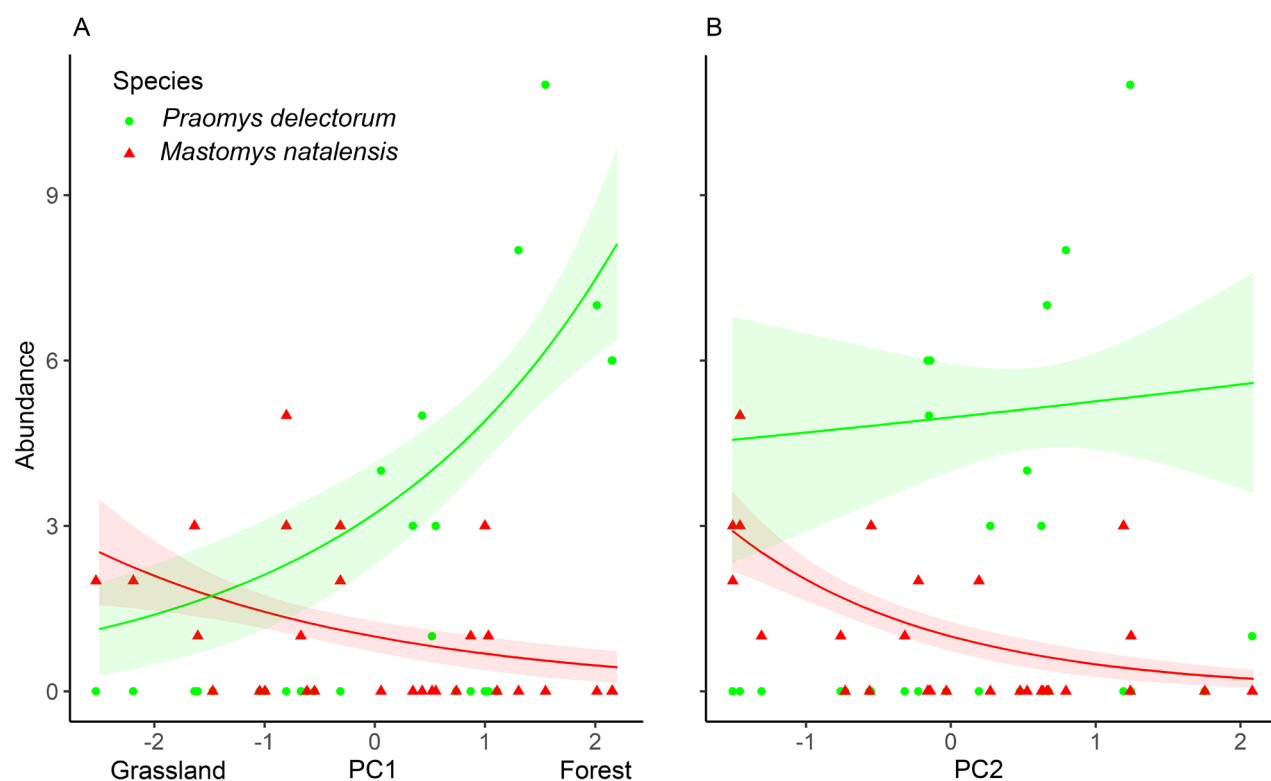 A
B
Species
Praomys delectorum
Mastomys natalensis
Abundance
9
6
3
0
-2 -1 0 1 2
Grassland PC1 Forest
-1 0 1 2
PC2